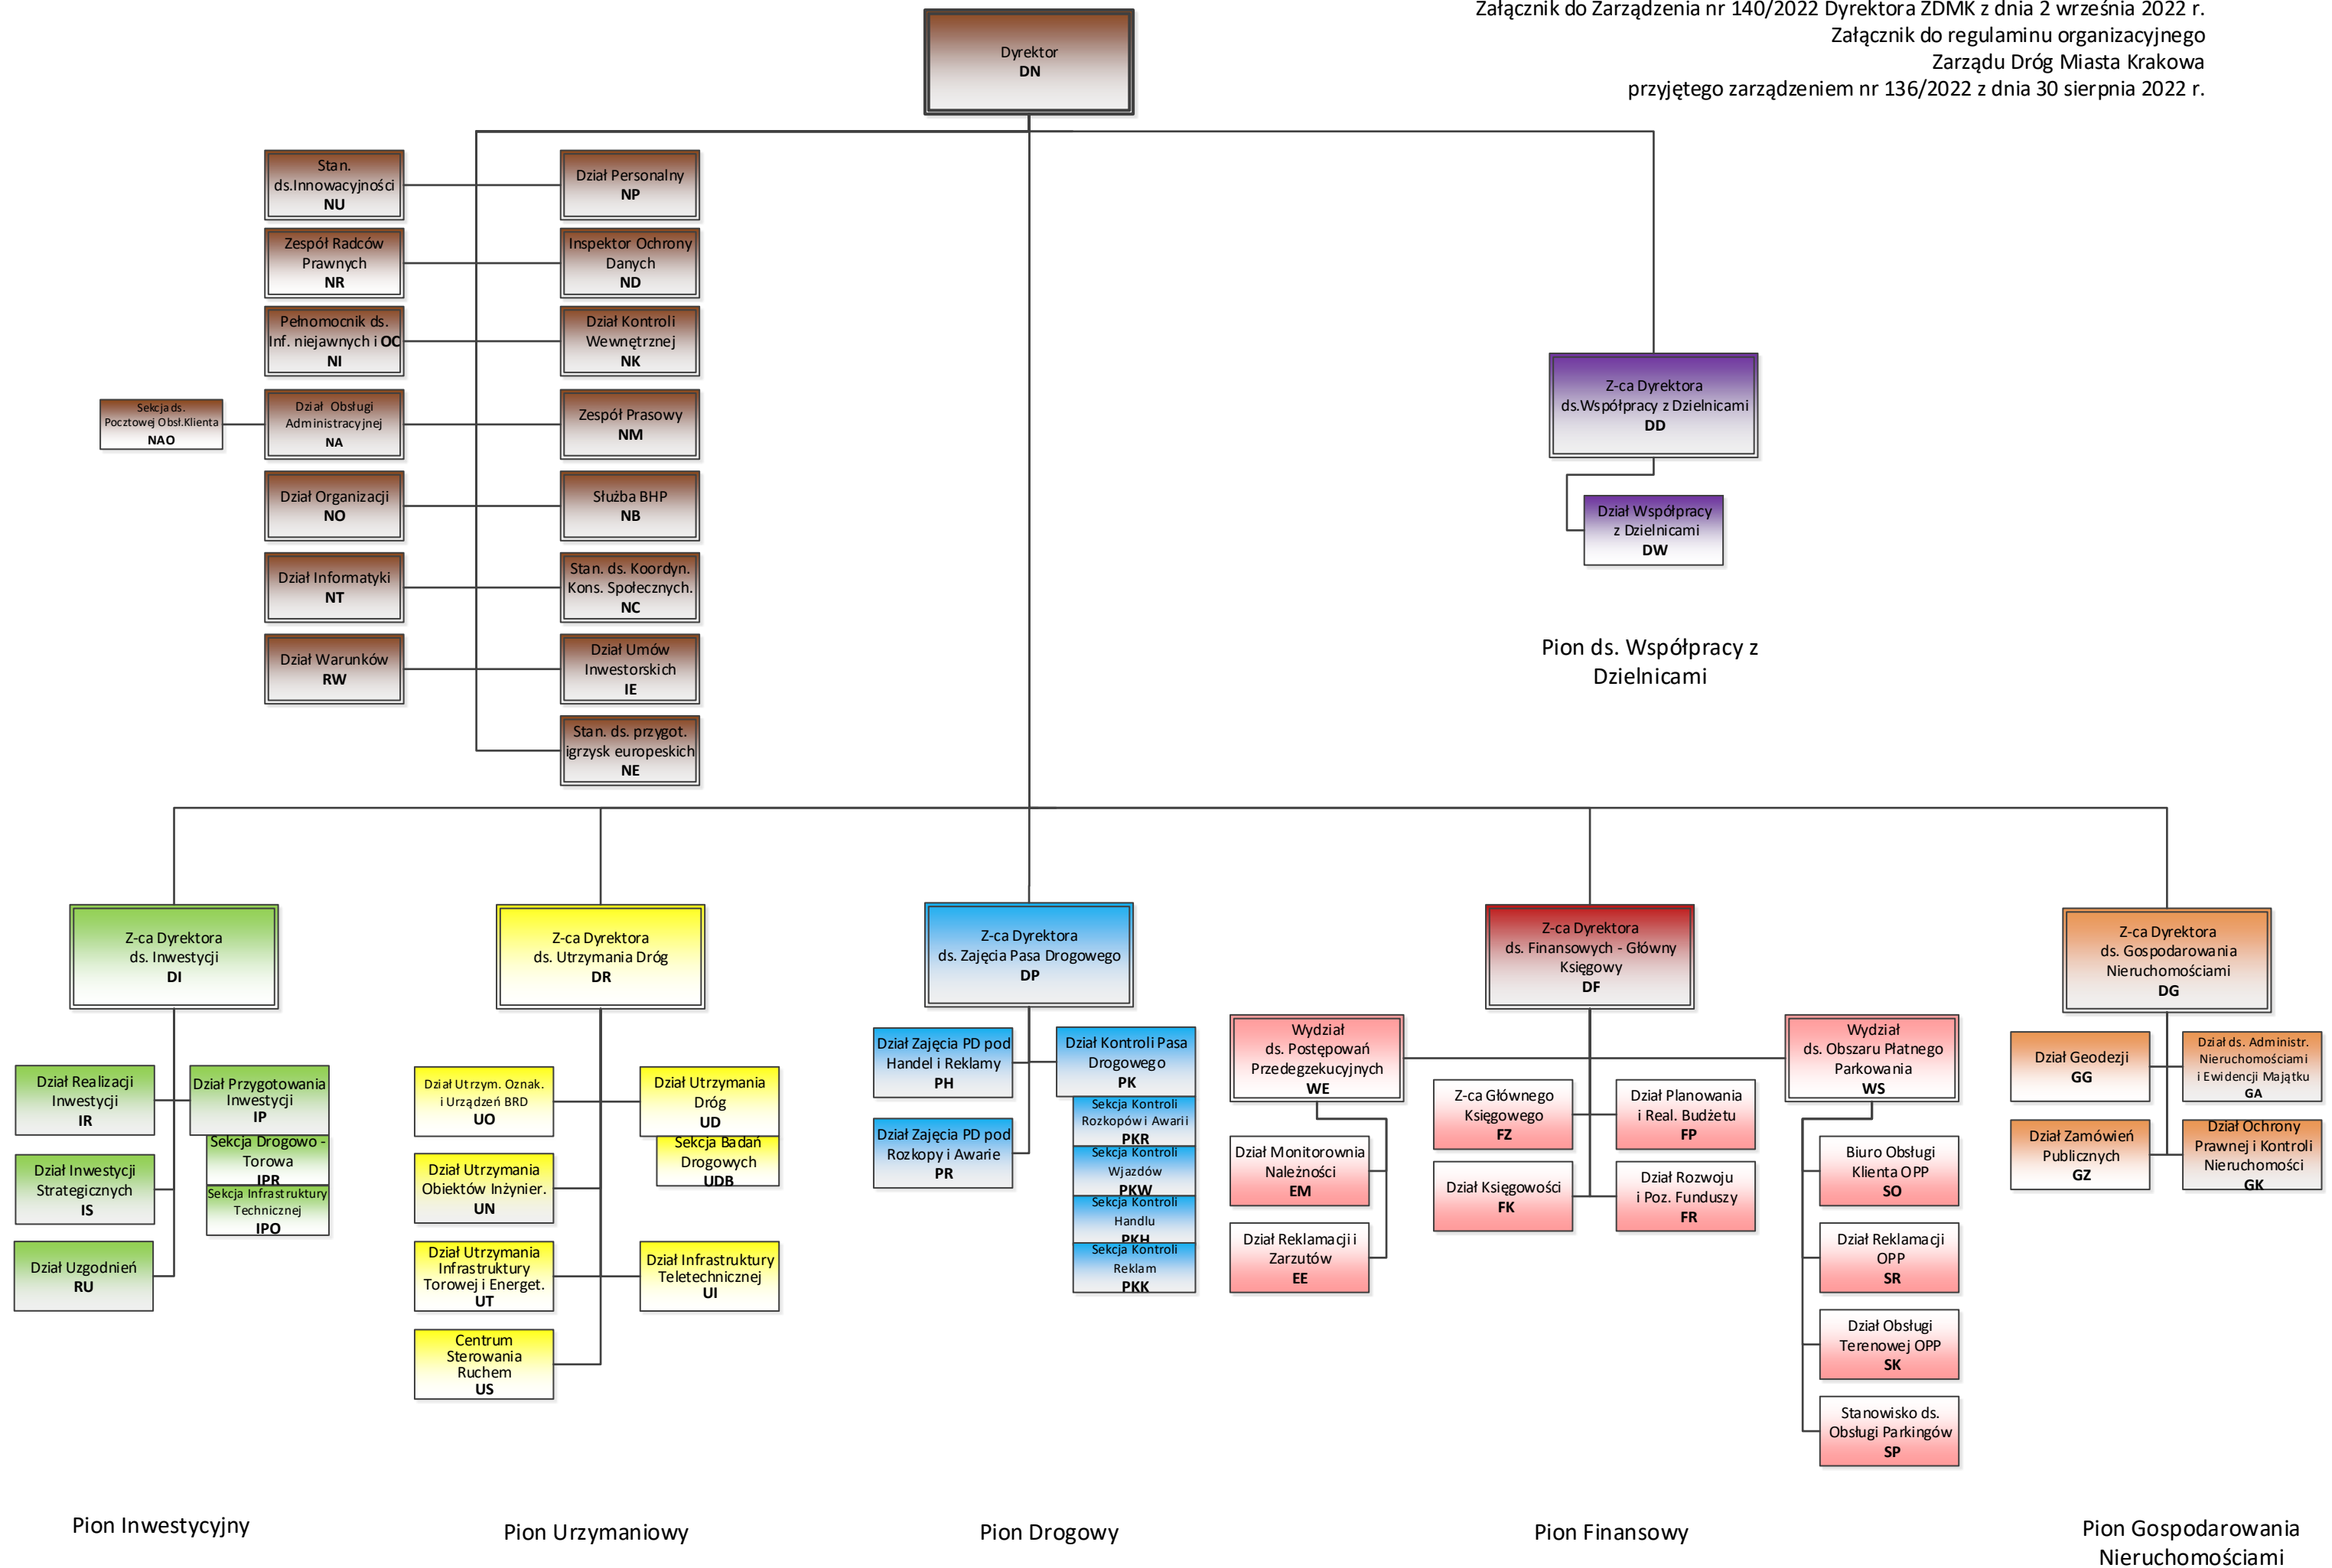 Załącznik do Zarządzenia nr 140/2022 Dyrektora ZDMK z dnia 2 września 2022 r.
Załącznik do regulaminu organizacyjnego
Zarządu Dróg Miasta Krakowa
przyjętego zarządzeniem nr 136/2022 z dnia 30 sierpnia 2022 r.
Dyrektor
DN
Stan.
ds.Innowacyjności
NU
Dział Personalny
NP
Zespół Radców
Prawnych
NR
Inspektor Ochrony
Danych
ND
Pełnomocnik ds.
Inf. niejawnych i OC
NI
Dział Kontroli
Wewnętrznej
NK
Sekcja ds.
Pocztowej Obsł.Klienta
NAO
Dział Obsługi
Administracyjnej
NA
Zespół Prasowy
NM
Dział Organizacji
NO
Służba BHP
NB
Dział Informatyki
NT
Stan. ds. Koordyn.
Kons. Społecznych.
NC
Dział Warunków
RW
Dział Umów
Inwestorskich
IE
Stan. ds. przygot.
igrzysk europeskich
NE
Z-ca Dyrektora
ds.Współpracy z Dzielnicami
DD
Dział Współpracy
z Dzielnicami
DW
Pion ds. Współpracy z
Dzielnicami
Z-ca Dyrektora
ds. Inwestycji
DI
Dział Realizacji
Inwestycji
IR
Dział Przygotowania
Inwestycji
IP
Sekcja Drogowo -
Torowa
IPR
Sekcja Infrastruktury
Technicznej
IPO
Dział Inwestycji
Strategicznych
IS
Dział Uzgodnień
RU
Z-ca Dyrektora
ds. Utrzymania Dróg
DR
Dział Utrzym. Oznak.
i Urządzeń BRD
UO
Dział Utrzymania
Dróg
UD
Sekcja Badań
Drogowych
UDB
Dział Utrzymania
Obiektów Inżynier.
UN
Dział Utrzymania
Infrastruktury
Torowej i Energet.
UT
Dział Infrastruktury
Teletechnicznej
UI
Centrum
Sterowania
Ruchem
US
Z-ca Dyrektora
ds. Zajęcia Pasa Drogowego
DP
Dział Zajęcia PD pod
Handel i Reklamy
PH
Dział Kontroli Pasa
Drogowego
PK
Sekcja Kontroli
Rozkopów i Awarii
PKR
Sekcja Kontroli
Wjazdów
PKW
Sekcja Kontroli
Handlu
PKH
Sekcja Kontroli
Reklam
PKK
Dział Zajęcia PD pod
Rozkopy i Awarie
PR
Z-ca Dyrektora
ds. Finansowych - Główny
Księgowy
DF
Wydział
ds. Postępowań
Przedegzekucyjnych
WE
Dział Monitorownia
Należności
EM
Dział Reklamacji i
Zarzutów
EE
Z-ca Głównego
Księgowego
FZ
Dział Planowania
i Real. Budżetu
FP
Dział Księgowości
FK
Dział Rozwoju
i Poz. Funduszy
FR
Wydział
ds. Obszaru Płatnego
Parkowania
WS
Biuro Obsługi
Klienta OPP
SO
Dział Reklamacji
OPP
SR
Dział Obsługi
Terenowej OPP
SK
Stanowisko ds.
Obsługi Parkingów
SP
Z-ca Dyrektora
ds. Gospodarowania
Nieruchomościami
DG
Dział Geodezji
GG
Dział ds. Administr.
Nieruchomościami
i Ewidencji Majątku
GA
Dział Zamówień
Publicznych
GZ
Dział Ochrony
Prawnej i Kontroli
Nieruchomości
GK
Pion Inwestycyjny
Pion Urzymaniowy
Pion Drogowy
Pion Finansowy
Pion Gospodarowania
Nieruchomościami